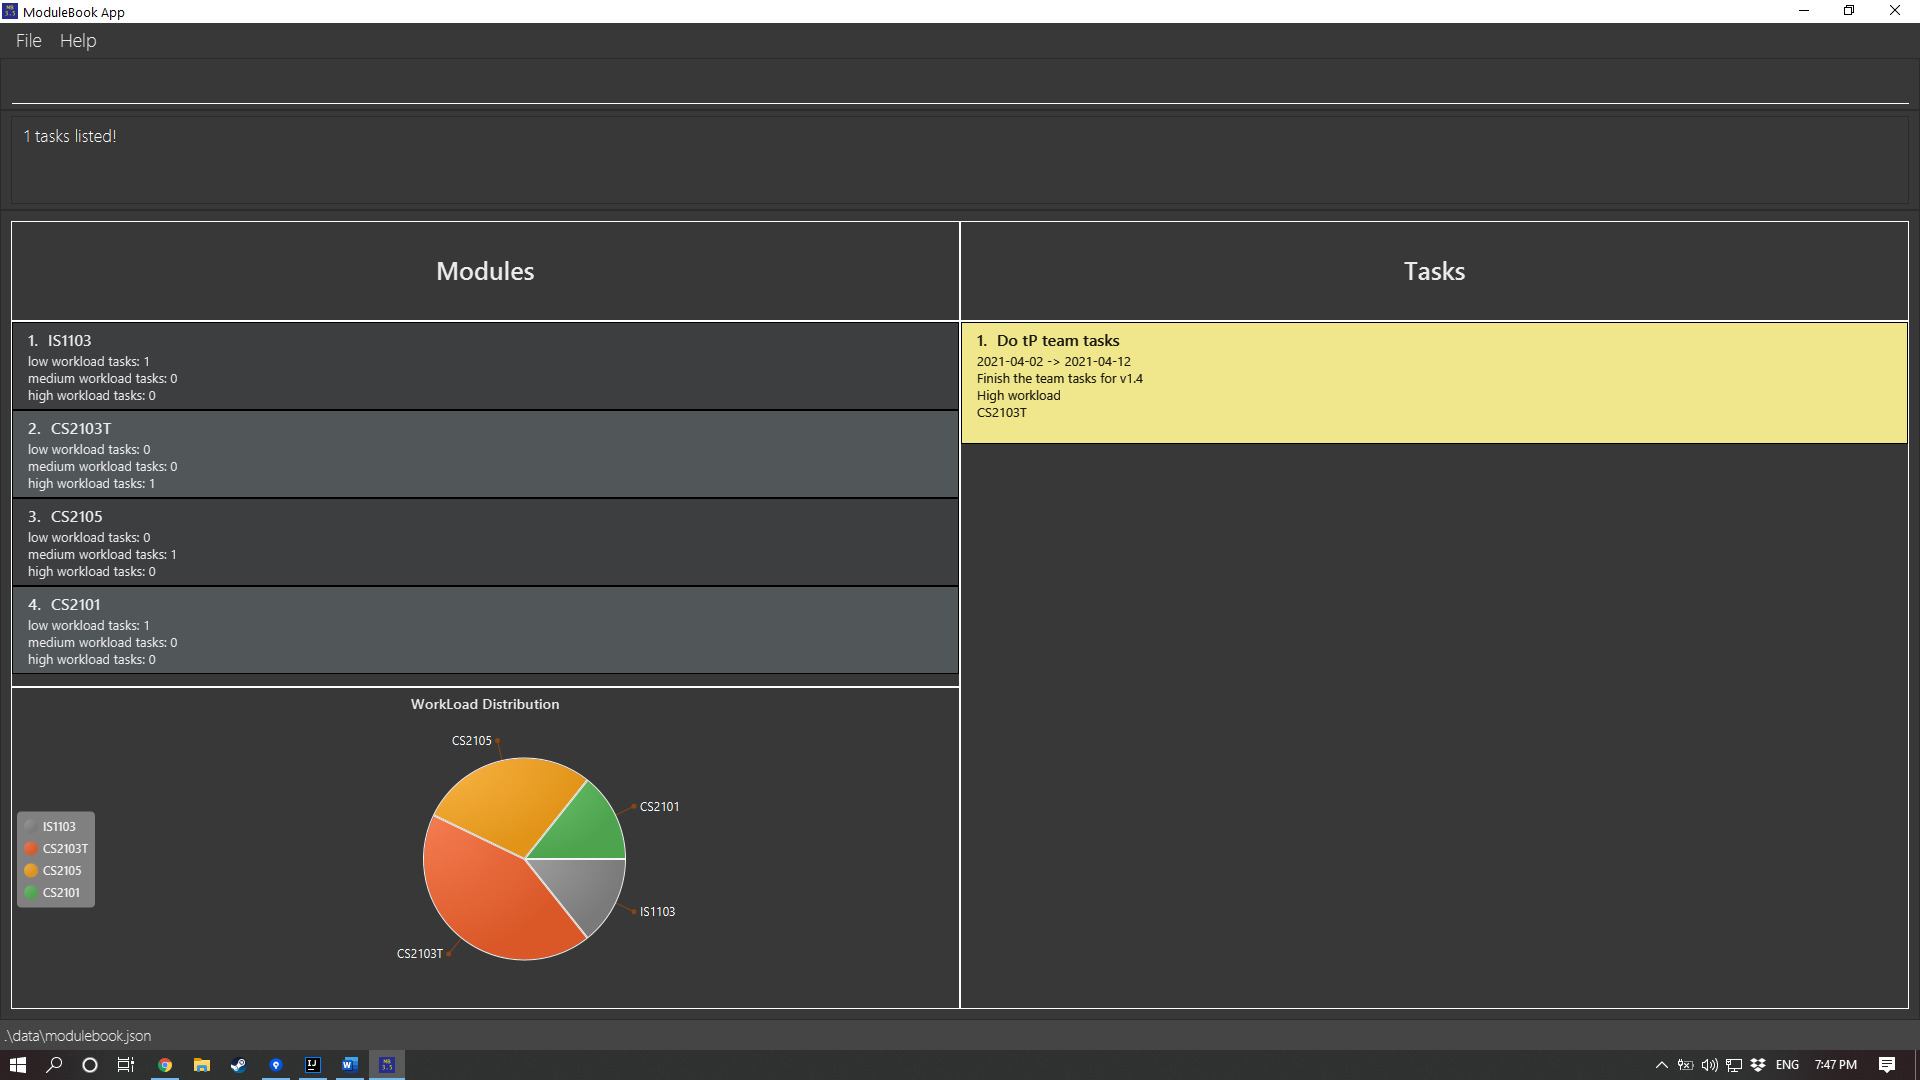 ModuleBook App
File Help
1 tasks listed!
Modules
1. IS1103
low workload tasks: 1
medium workload tasks: 0
high workload tasks: 0
2. CS2103T
low workload tasks: 0
medium workload tasks: 0
high workload tasks: 1
3. CS2105
low workload tasks: 0
medium workload tasks: 1
high workload tasks: 0
4. CS2101
low workload tasks: 1
medium workload tasks: 0
high workload tasks: 0
Tasks
1. Do tP team tasks
2021-04-02 -> 2021-04-12
Finish the team tasks for v1.4
High workload
CS2103T
WorkLoad Distribution
CS2105
CS2101
IS1103
CS2103T
IS1103
CS2103T
CS2105
CS2101
.\data\modulebook.json
ENG
7:47 PM